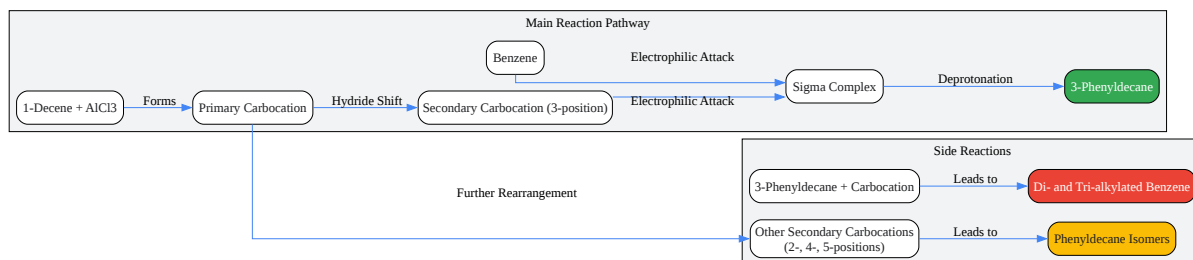 Main Reaction Pathway
Benzene
Electrophilic Attack
1-Decene + AlCl3
Forms
Primary Carbocation
Hydride Shift
Secondary Carbocation (3-position)
Electrophilic Attack
Sigma Complex
Deprotonation
3-Phenyldecane
Side Reactions
Further Rearrangement
3-Phenyldecane + Carbocation
Leads to
Di- and Tri-alkylated Benzene
Other Secondary Carbocations
(2-, 4-, 5-positions)
Leads to
Phenyldecane Isomers